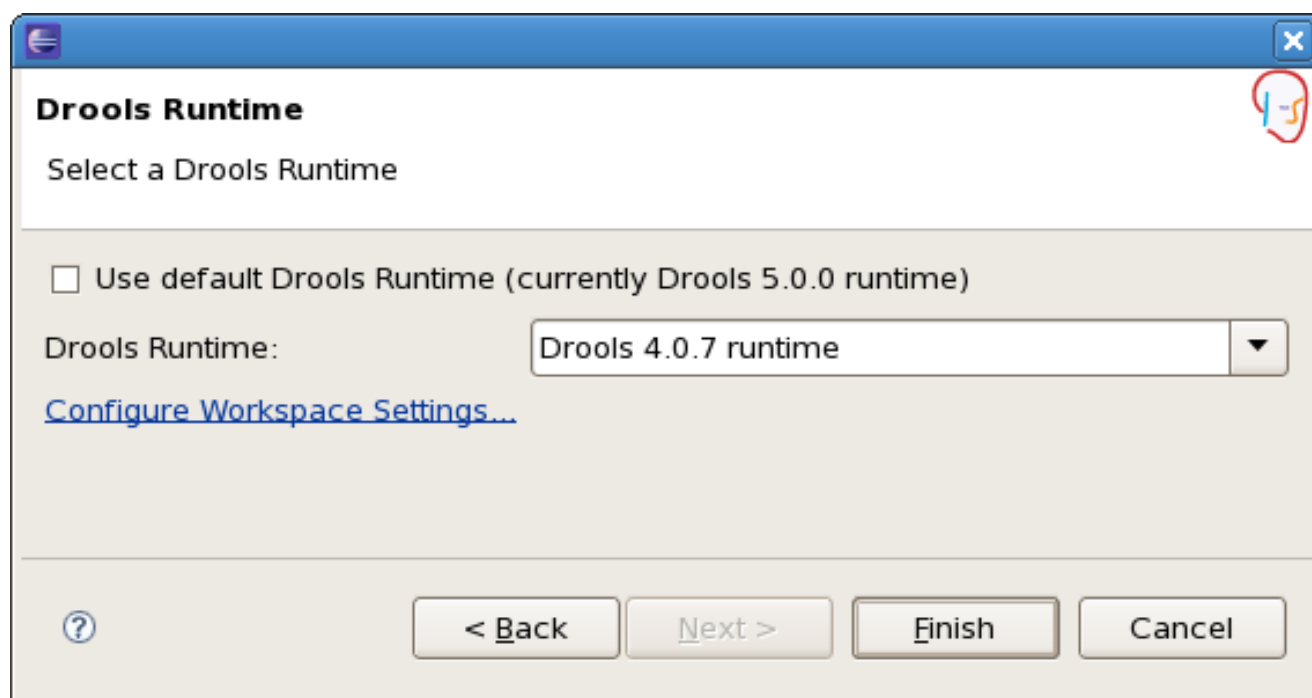 Drools Runtime
Select a Drools Runtime
Use default Drools Runtime (currently Drools 5.0.0 runtime)
Drools Runtime: Drools 4.0.7 runtime
Configure Workspace Settings...
< Back Next > Finish Cancel